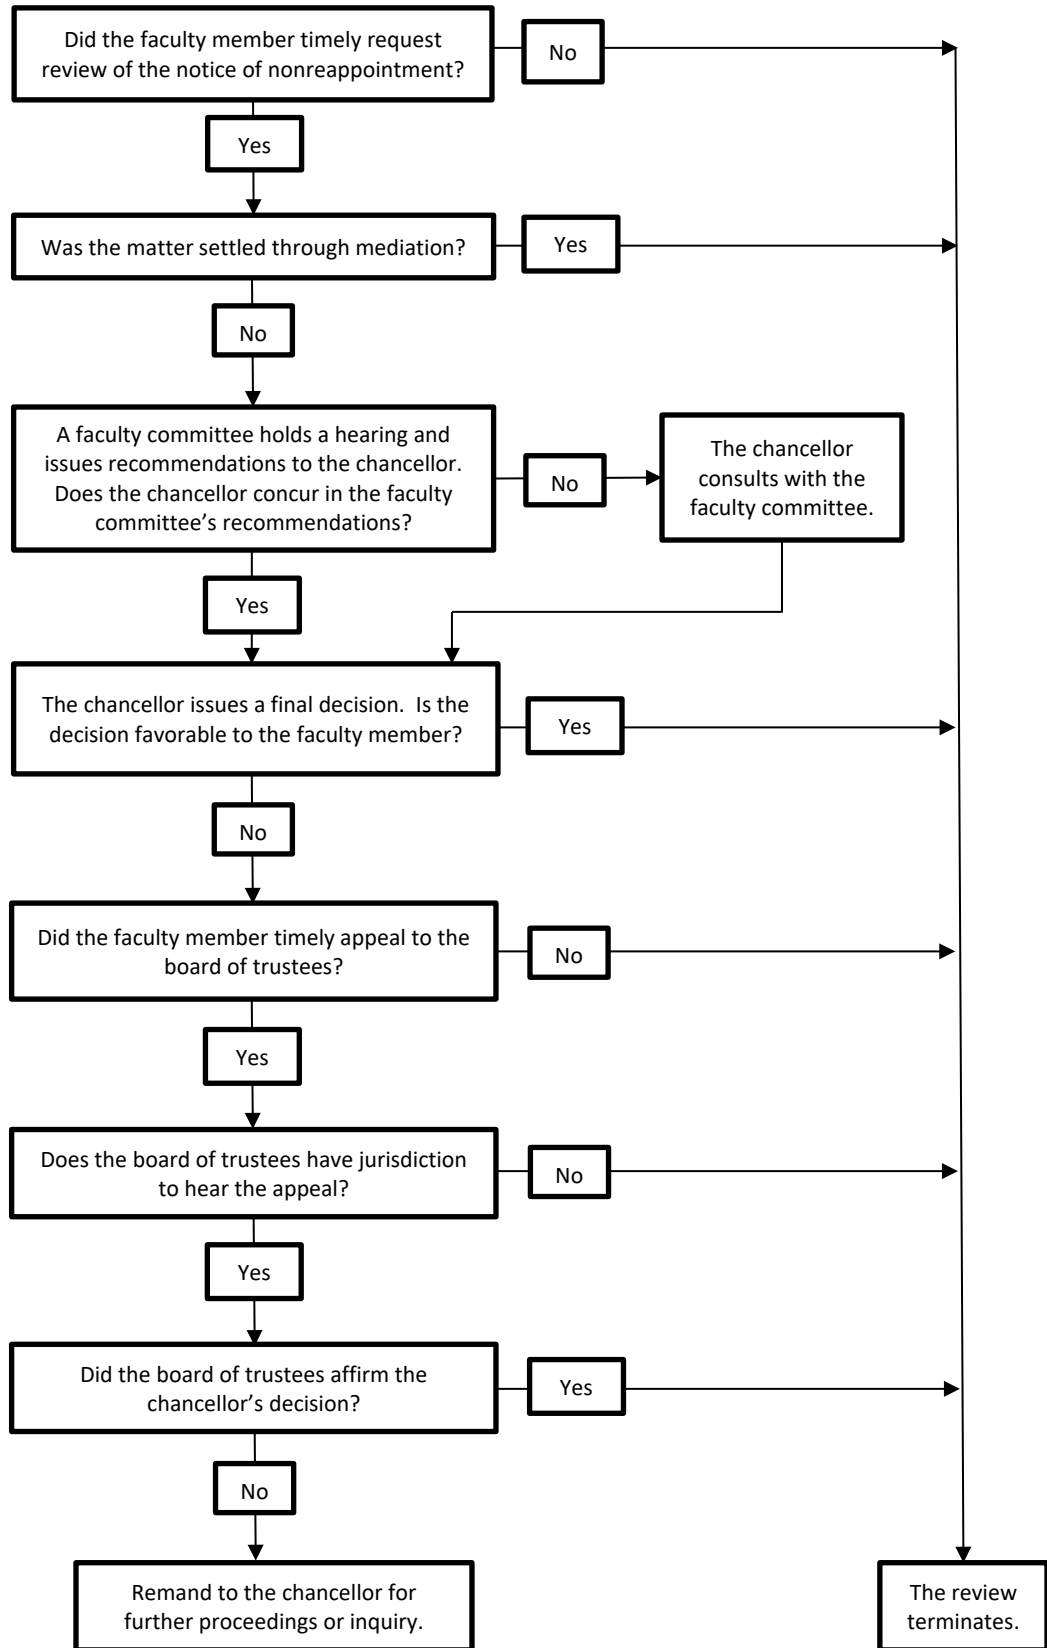 Did the faculty member timely request
review of the notice of nonreappointment?
No
Yes
Was the matter settled through mediation?
Yes
No
A faculty committee holds a hearing and
issues recommendations to the chancellor.
Does the chancellor concur in the faculty
committee’s recommendations?
No
The chancellor
consults with the
faculty committee.
Yes
The chancellor issues a final decision.  Is the
decision favorable to the faculty member?
Yes
No
Did the faculty member timely appeal to the
board of trustees?
No
Yes
Does the board of trustees have jurisdiction
to hear the appeal?
No
Yes
Did the board of trustees affirm the
chancellor’s decision?
Yes
No
Remand to the chancellor for
further proceedings or inquiry.
The review
terminates.